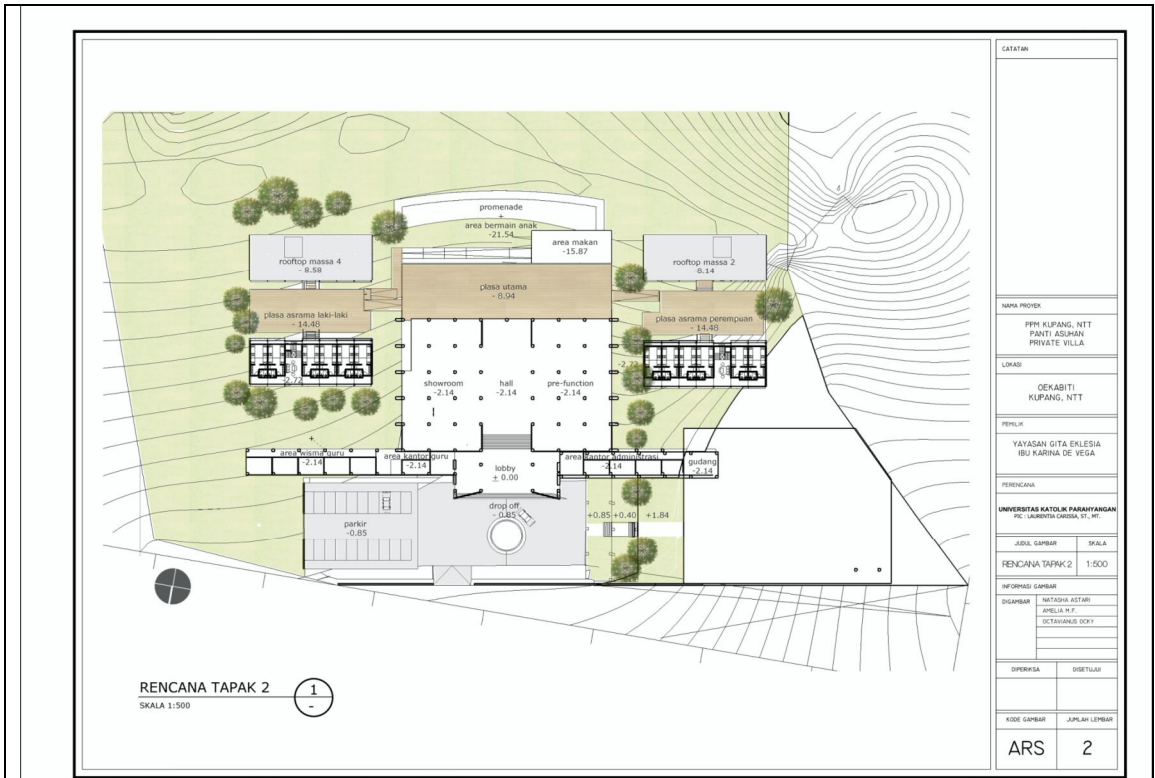 promenade
+
area bermain anak
-21.54
area makan
-15.87
rooftop massa 4
- 8.58
rooftop massa 2
8.14
plasa utama
- 8.94
plasa asrama laki-laki
- 14.48
plasa asrama perempuan
- 14.48
-2.72
-2.72
showroom
-2.14
hall
-2.14
pre-function
-2.14
+
area wisma guru
-2.14
area kantor guru
-2.14
area kantor administrasi
-2.14
gudang
-2.14
lobby
± 0.00
drop off
- 0.85
parkir
-0.85
+0.85 +0.40 +1.84
RENCANA TAPAK 2
SKALA 1:500
1
-
CATATAN
NAMA PROYEK
PPM KUPANG, NTT
PANTI ASUHAN
PRIVATE VILLA
LOKASI
OEKABITI
KUPANG, NTT
PEMILIK
YAYASAN GITA EKLESIA
IBU KARINA DE VEGA
PERENCANA
UNIVERSITAS KATOLIK PARAHYANGAN
PIC : LAURENTIA CARISSA, ST., MT.
JUDUL GAMBAR SKALA
RENCANA TAPAK 2 1:500
INFORMASI GAMBAR
DIGAMBAR NATASHA ASTARI
AMELIA M.F.
OCTAVIANUS OCKY
DIPERIKSA DISETUJUI
KODE GAMBAR JUMLAH LEMBAR
ARS 2